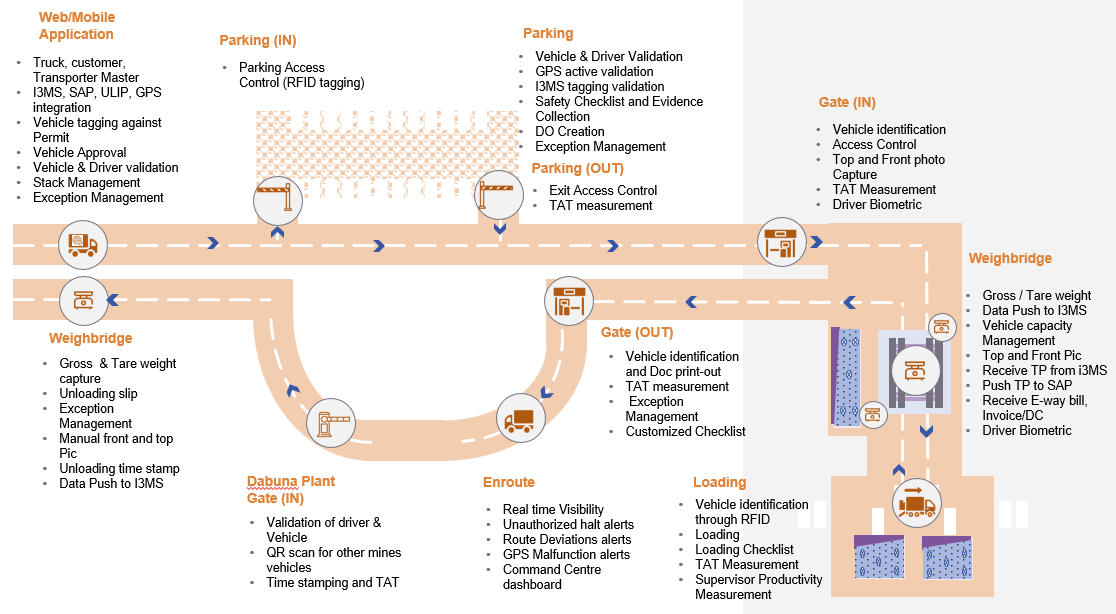 Web/Mobile
Application
• Truck, customer,
Transporter Master
• I3MS, SAP, ULIP, GPS
integration
• Vehicle tagging against
Permit
• Vehicle Approval
• Vehicle & Driver validation
• Stack Management
• Exception Management
Parking (IN)
• Parking Access
Control (RFID tagging)
Parking
• Vehicle & Driver Validation
• GPS active validation
• I3MS tagging validation
• Safety Checklist and Evidence
Collection
• DO Creation
• Exception Management
Parking (OUT)
• Exit Access Control
• TAT measurement
Gate (IN)
• Vehicle identification
• Access Control
• Top and Front photo
Capture
• TAT Measurement
• Driver Biometric
Weighbridge
• Gross / Tare weight
• Data Push to I3MS
• Vehicle capacity
Management
• Top and Front Pic
• Receive TP from i3MS
• Push TP to SAP
• Receive E-way bill,
Invoice/DC
• Driver Biometric
Weighbridge
• Gross & Tare weight
capture
• Unloading slip
• Exception
Management
• Manual front and top
Pic
• Unloading time stamp
• Data Push to I3MS
Gate (OUT)
• Vehicle identification
and Doc print-out
• TAT measurement
• Exception
Management
• Customized Checklist
Dabuna Plant
Gate (IN)
• Validation of driver &
Vehicle
• QR scan for other mines
vehicles
• Time stamping and TAT
Enroute
• Real time Visibility
• Unauthorized halt alerts
• Route Deviations alerts
• GPS Malfunction alerts
• Command Centre
dashboard
Loading
• Vehicle identification
through RFID
• Loading
• Loading Checklist
• TAT Measurement
• Supervisor Productivity
Measurement